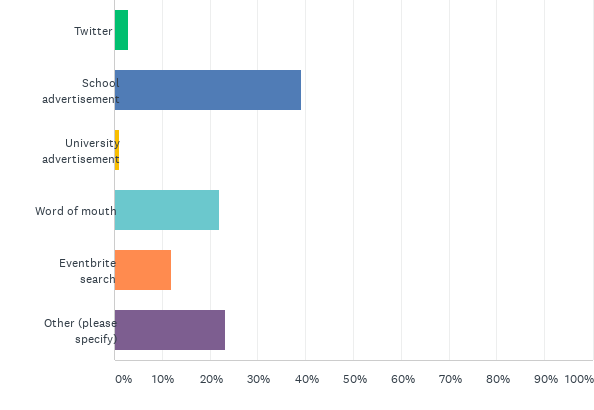 Twitter
School
advertisement
University
advertisement
Word of mouth
Eventbrite
search
Other (please
specify)
0% 10% 20% 30% 40% 50% 60% 70% 80% 90% 100%